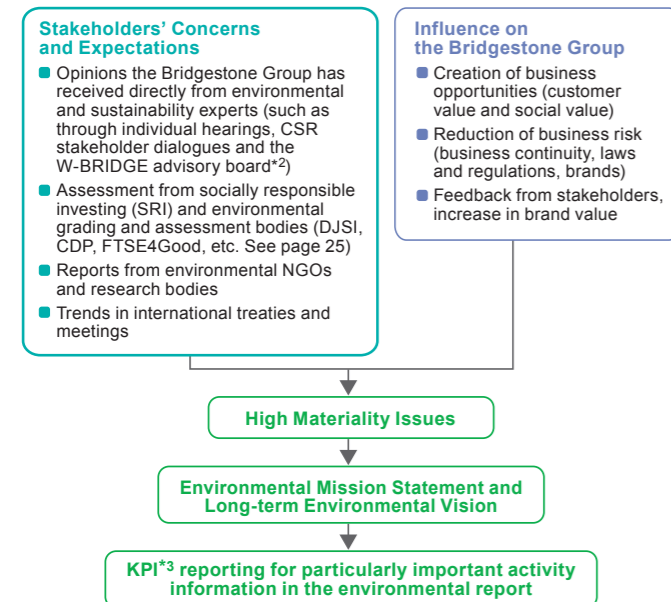 Stakeholders' Concerns
and Expectations
Opinions the Bridgestone Group has
received directly from environmental
and sustainability experts (such as
through individual hearings, CSR
stakeholder dialogues and the
W-BRIDGE advisory board*2)
Assessment from socially responsible
investing (SRI) and environmental
grading and assessment bodies (DJSI,
CDP, FTSE4Good, etc. See page 25)
Reports from environmental NGOs
and research bodies
Trends in international treaties and
meetings
Influence on
the Bridgestone Group
Creation of business
opportunities (customer
value and social value)
Reduction of business risk
(business continuity, laws
and regulations, brands)
Feedback from stakeholders,
increase in brand value
High Materiality Issues
Environmental Mission Statement and
Long-term Environmental Vision
KPI*3 reporting for particularly important activity
information in the environmental report